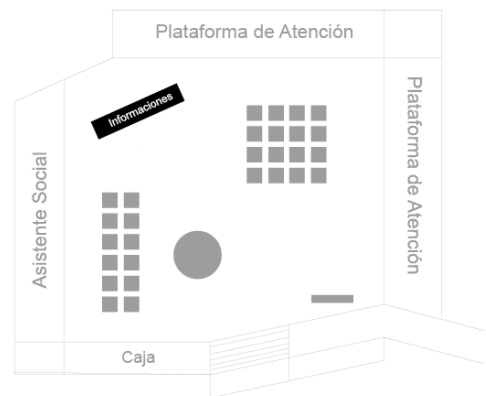 Plataforma de Atención
Informaciones
Plataforma de Atención
Asistente Social
Caja